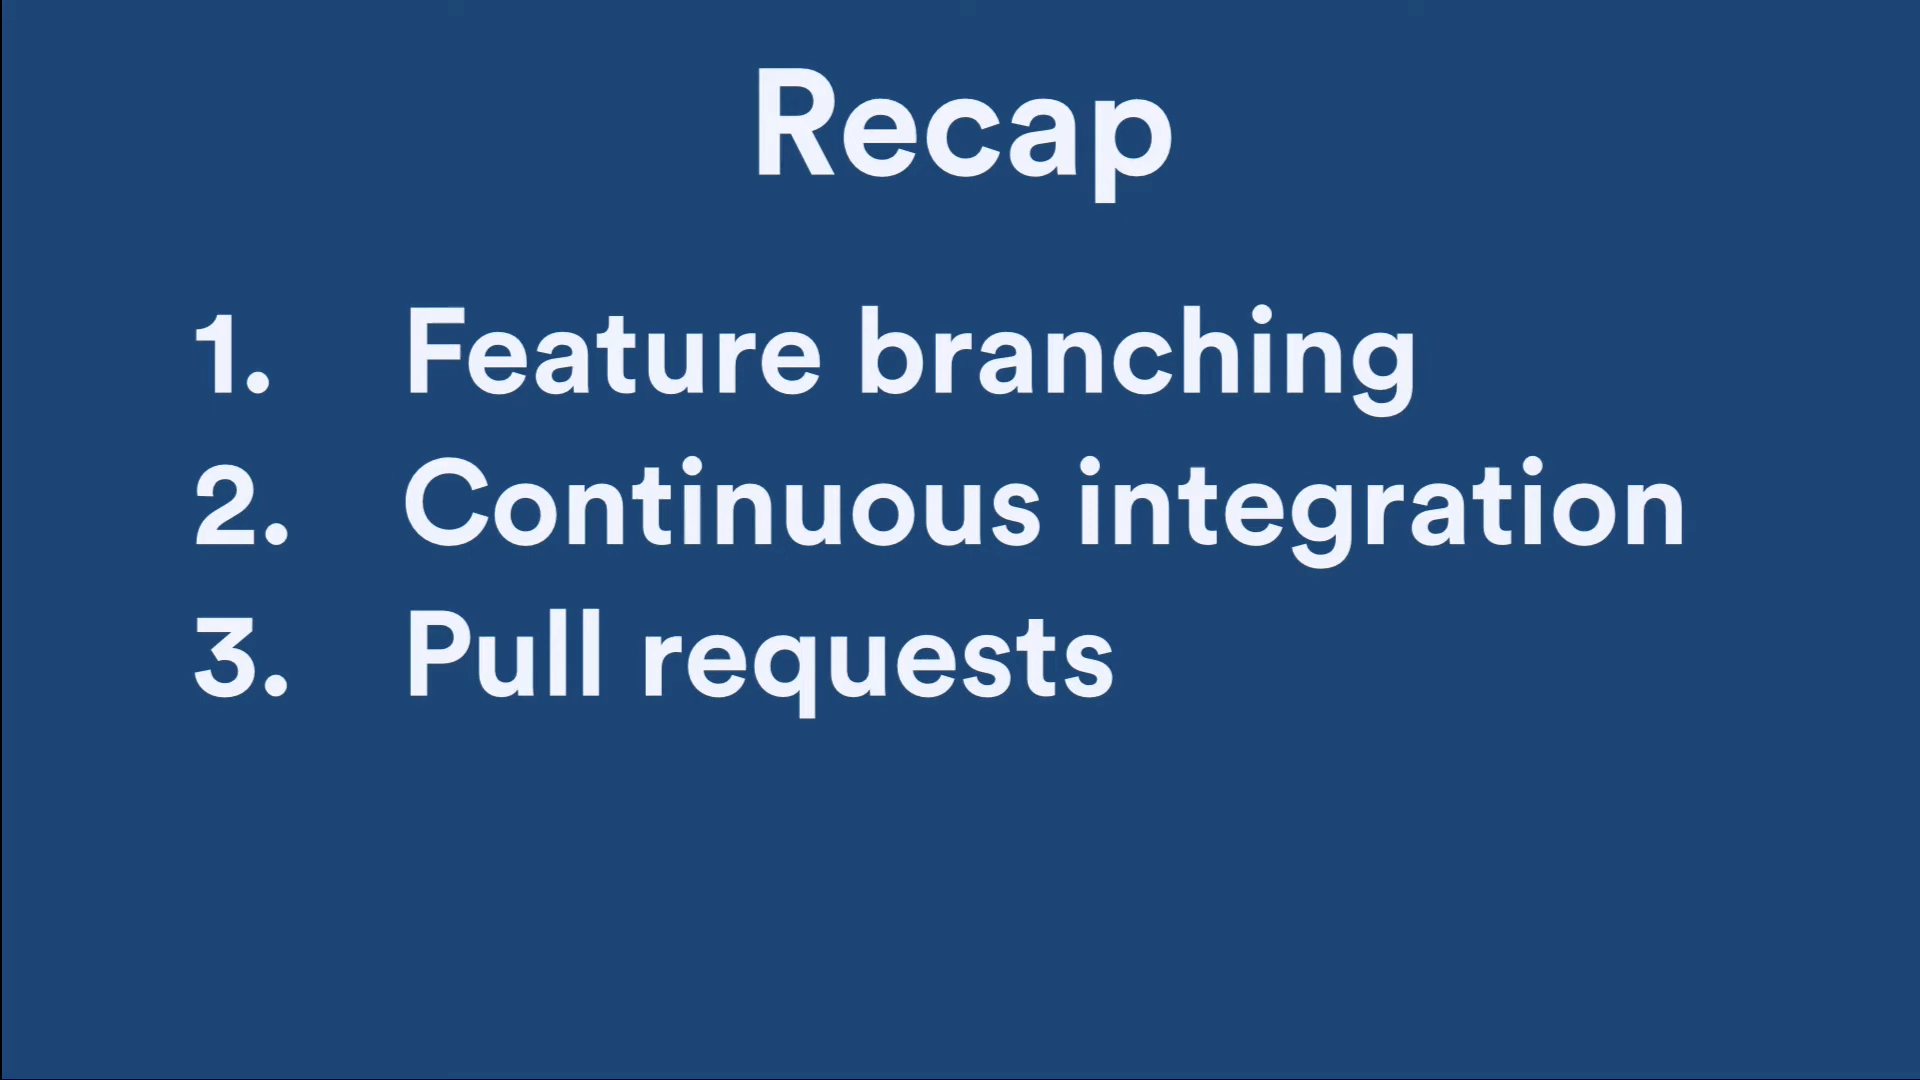 Recap
1. Feature branching
2. Continuous integration
3. Pull requests